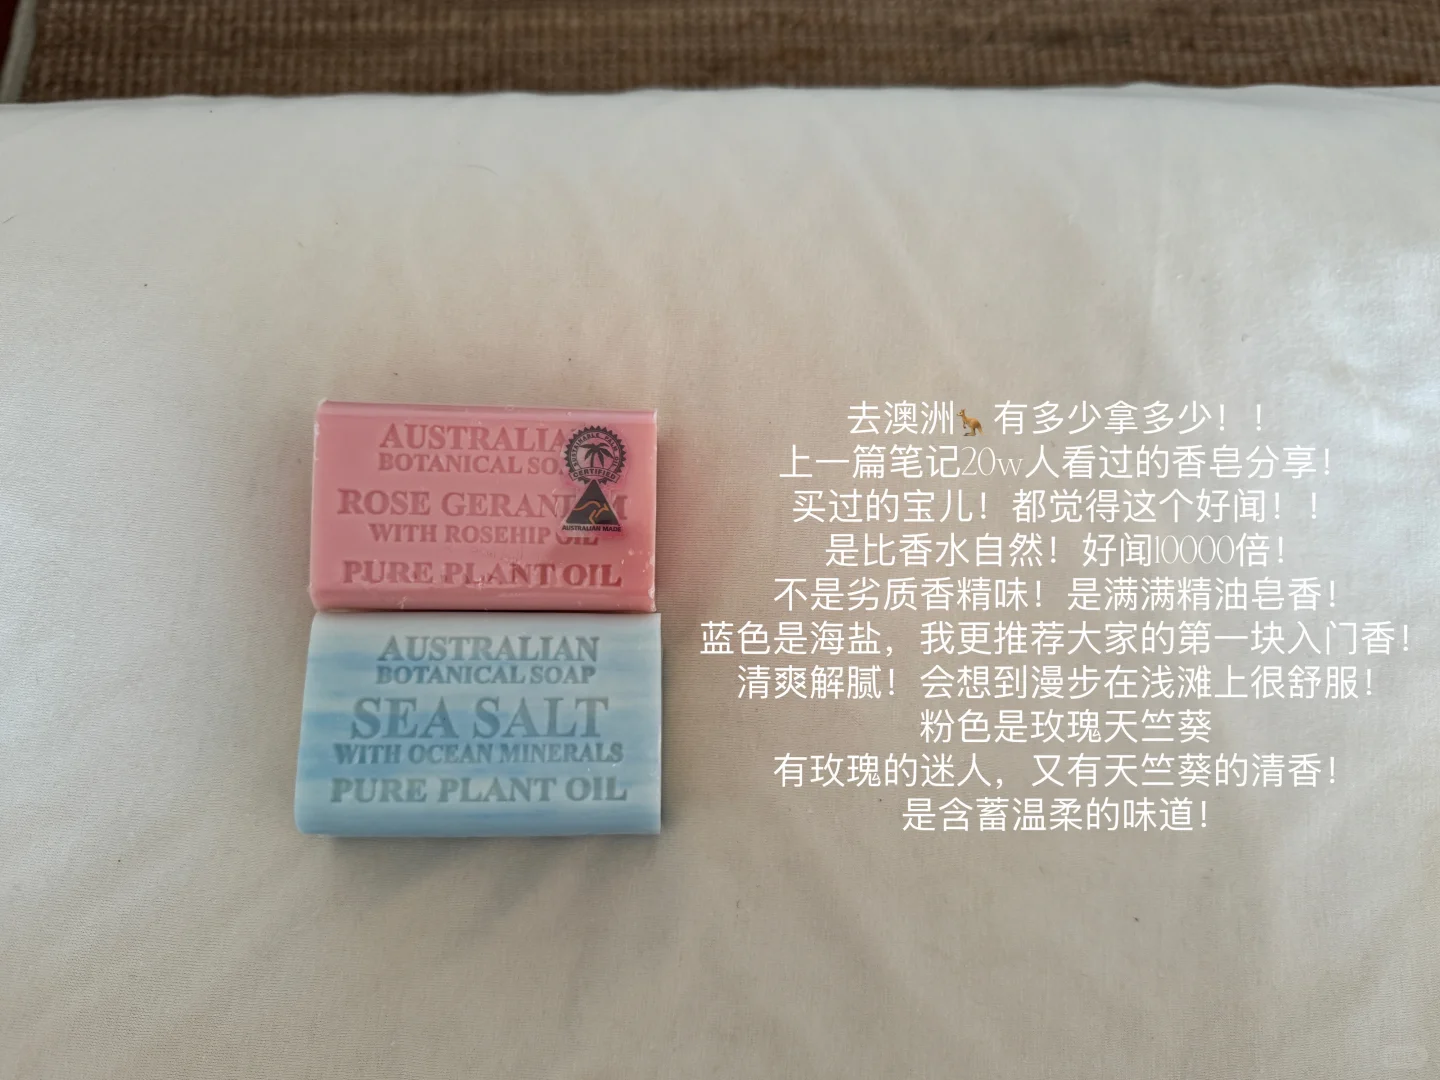 AUSTRALIAN
BOTANICAL SOAP
ROSE GERANIUM
WITH ROSEHIP OIL
PURE PLANT OIL
CERTIFIED
AUSTRALIAN MADE
AUSTRALIAN
BOTANICAL SOAP
SEA SALT
WITH OCEAN MINERALS
PURE PLANT OIL
去澳洲🦘有多少拿多少！！
上一篇笔记20w人看过的香皂分享！
买过的宝儿！都觉得这个好闻！！
是比香水自然！好闻10000倍！
不是劣质香精味！是满满精油皂香！
蓝色是海盐，我更推荐大家的第一块入门香！
清爽解腻！会想到漫步在浅滩上很舒服！
粉色是玫瑰天竺葵
有玫瑰的迷人，又有天竺葵的清香！
是含蓄温柔的味道！